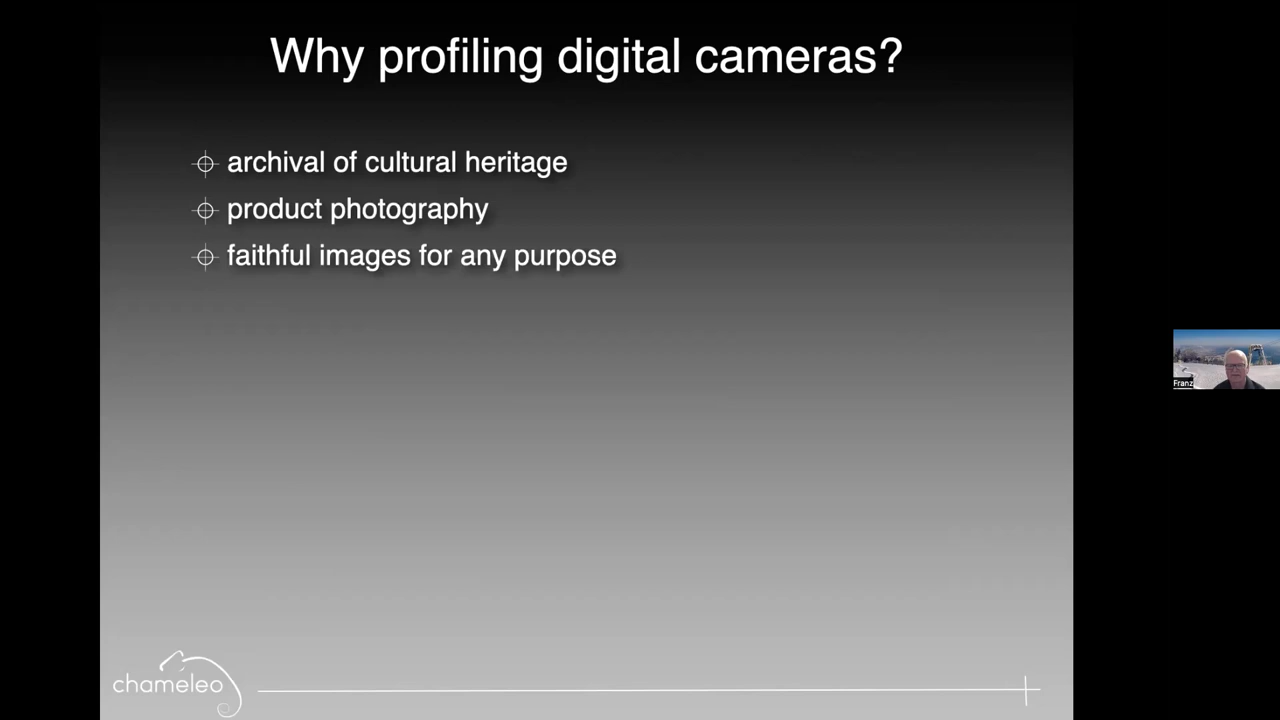 Why profiling digital cameras?
archival of cultural heritage
product photography
faithful images for any purpose
Franz
chameleo